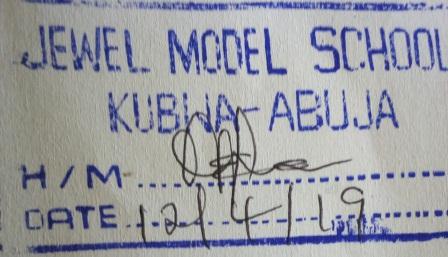 JEWEL MODEL SCHOOL
KUBWA-ABUJA
H/M
DATE 12/4/19